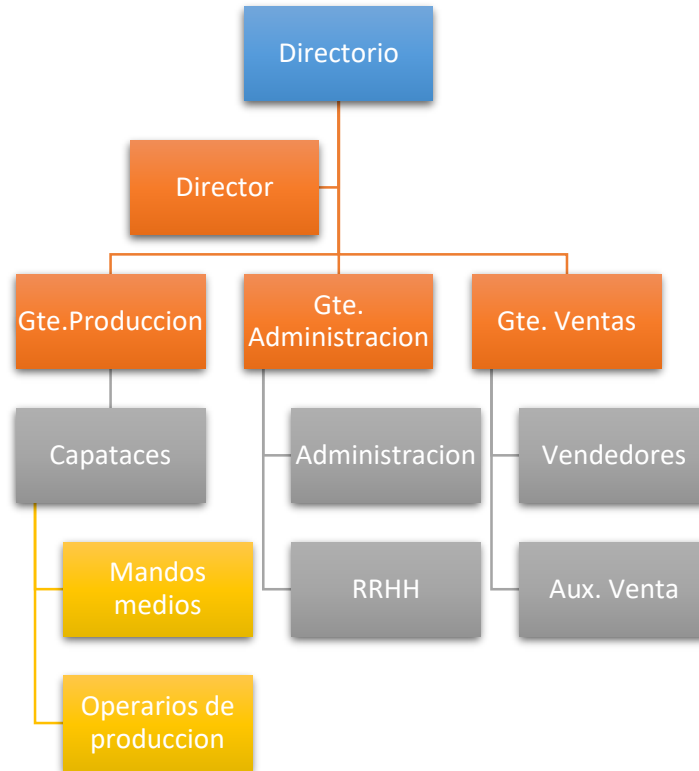 Directorio
Director
Gte.Produccion
Gte.
Administracion
Gte. Ventas
Capataces
Administracion
Vendedores
Mandos
medios
RRHH
Aux. Venta
Operarios de
produccion